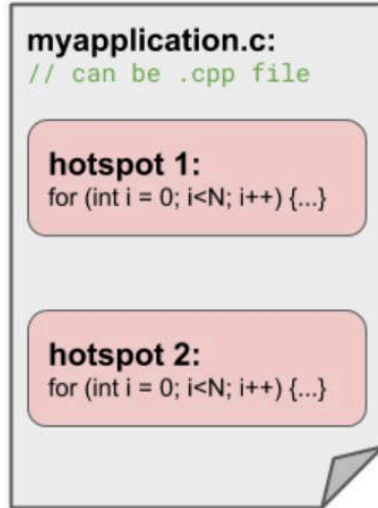 myapplication.c:
// can be .cpp file
hotspot 1:
for (int i = 0; i<N; i++) {...}
hotspot 2:
for (int i = 0; i<N; i++) {...}